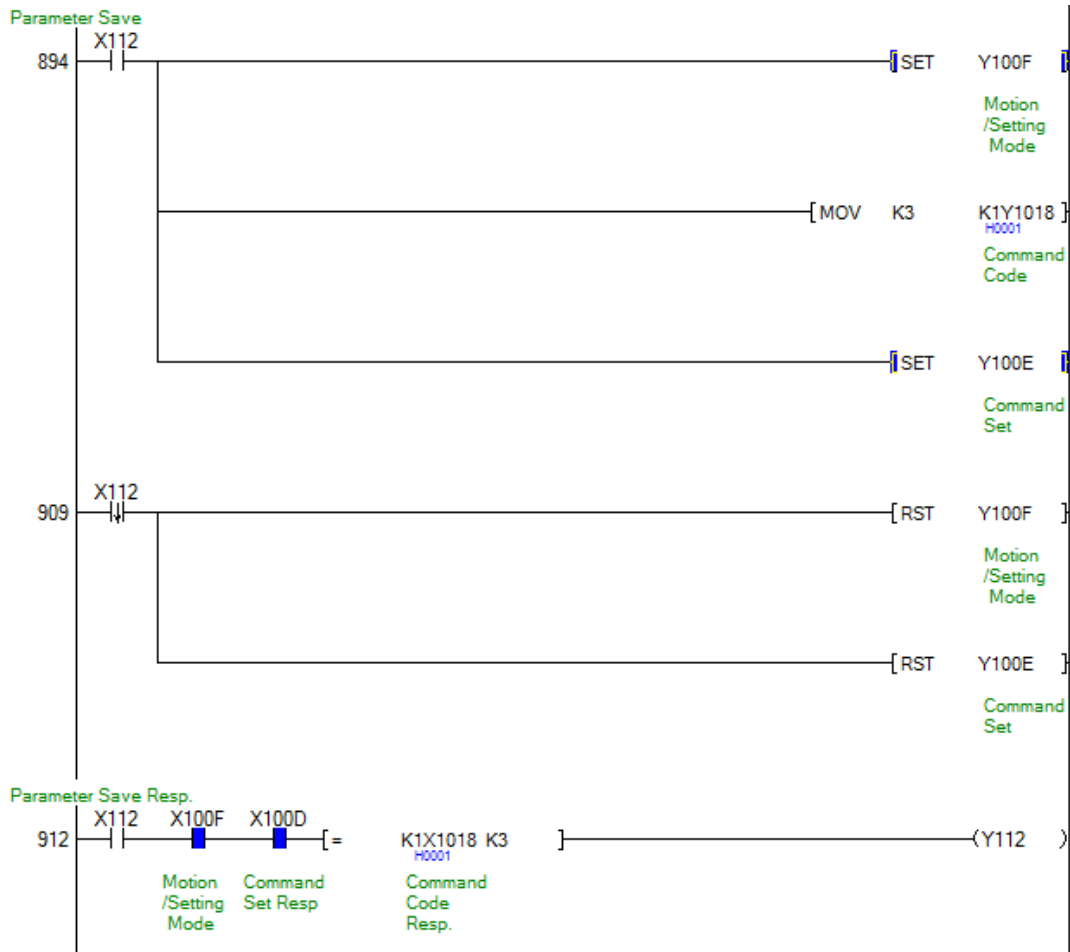 Parameter Save
X112
894
SET Y100F
Motion
/Setting
Mode
MOV K3 K1Y1018
H0001
Command
Code
SET Y100E
Command
Set
X112
909
RST Y100F
Motion
/Setting
Mode
RST Y100E
Command
Set
Parameter Save Resp.
X112 X100F X100D
912 = K1X1018 K3 Y112
H0001
Motion Command Command
/Setting Set Resp Code
Mode Resp.